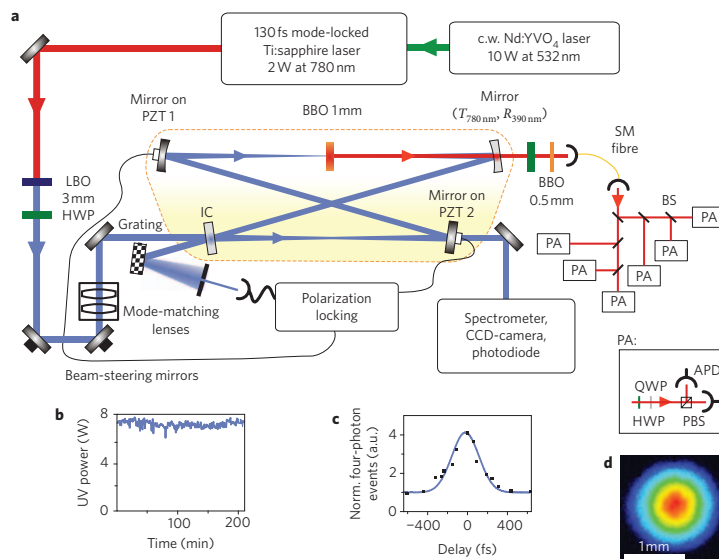 a
130 fs mode-locked
Ti:sapphire laser
2 W at 780 nm
c.w. Nd:YVO4 laser
10 W at 532 nm
Mirror on
PZT 1
BBO 1mm
Mirror
(T780 nm, R390 nm)
SM
fibre
LBO
3 mm
HWP
BBO
0.5 mm
BS
PA
PA
PA
PA
PA
PA
Grating
IC
Mirror on
PZT 2
Mode-matching
lenses
Polarization
locking
Spectrometer,
CCD-camera,
photodiode
Beam-steering mirrors
PA:
APD
QWP
HWP
PBS
b
UV power (W)
8
4
0
100
200
Time (min)
c
Norm. four-photon
events (a.u.)
4
2
0
−400
0
400
Delay (fs)
d
1 mm